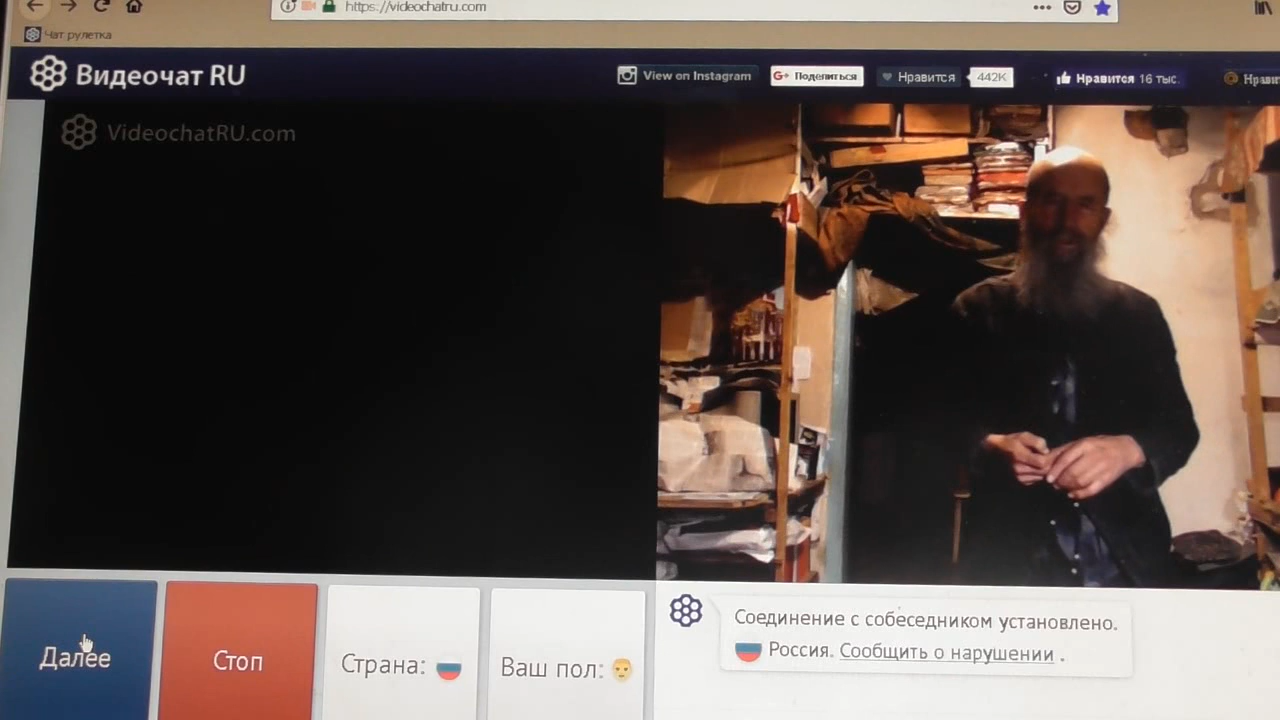 https://videochatru.com
Чат рулетка
Видеочат RU
View on Instagram
G+ Поделиться
Нравится 442K
Нравится 16 тыс.
VideochatRU.com
Далее
Стоп
Страна:
Ваш пол:
Соединение с собеседником установлено.
Россия. Сообщить о нарушении .